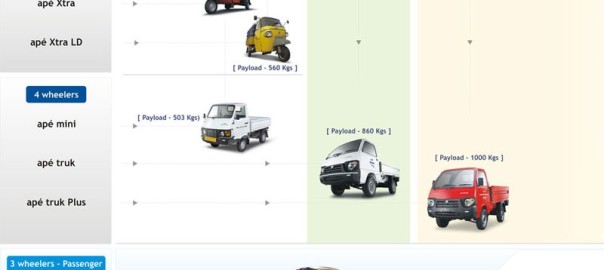 apé Xtra
apé Xtra LD
[ Payload - 560 Kgs ]
4 wheelers
[ Payload - 503 Kgs)
apé mini
[ Payload - 860 Kgs ]
apé truk
[ Payload - 1000 Kgs ]
apé truk Plus
3 wheelers - Passenger